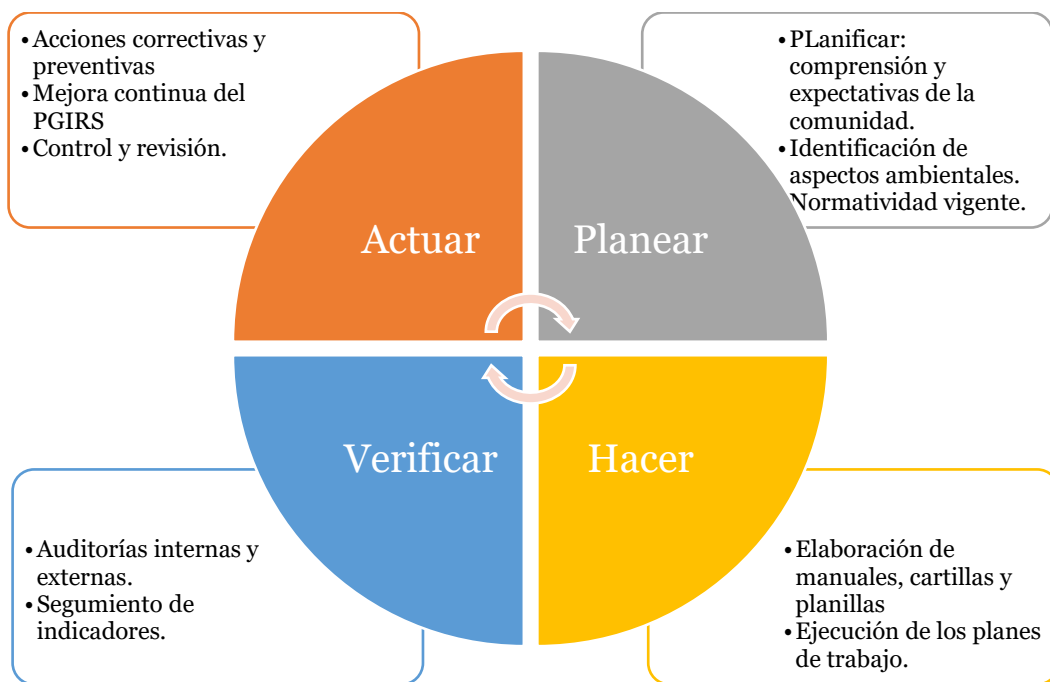 •Acciones correctivas y
preventivas
•Mejora continua del
PGIRS
•Control y revisión.
•PLanificar:
comprensión y
expectativas de la
comunidad.
•Identificación de
aspectos ambientales.
Normatividad vigente.
Actuar
Planear
Verificar
Hacer
•Auditorías internas y
externas.
•Segumiento de
indicadores.
•Elaboración de
manuales, cartillas y
planillas
•Ejecución de los planes
de trabajo.